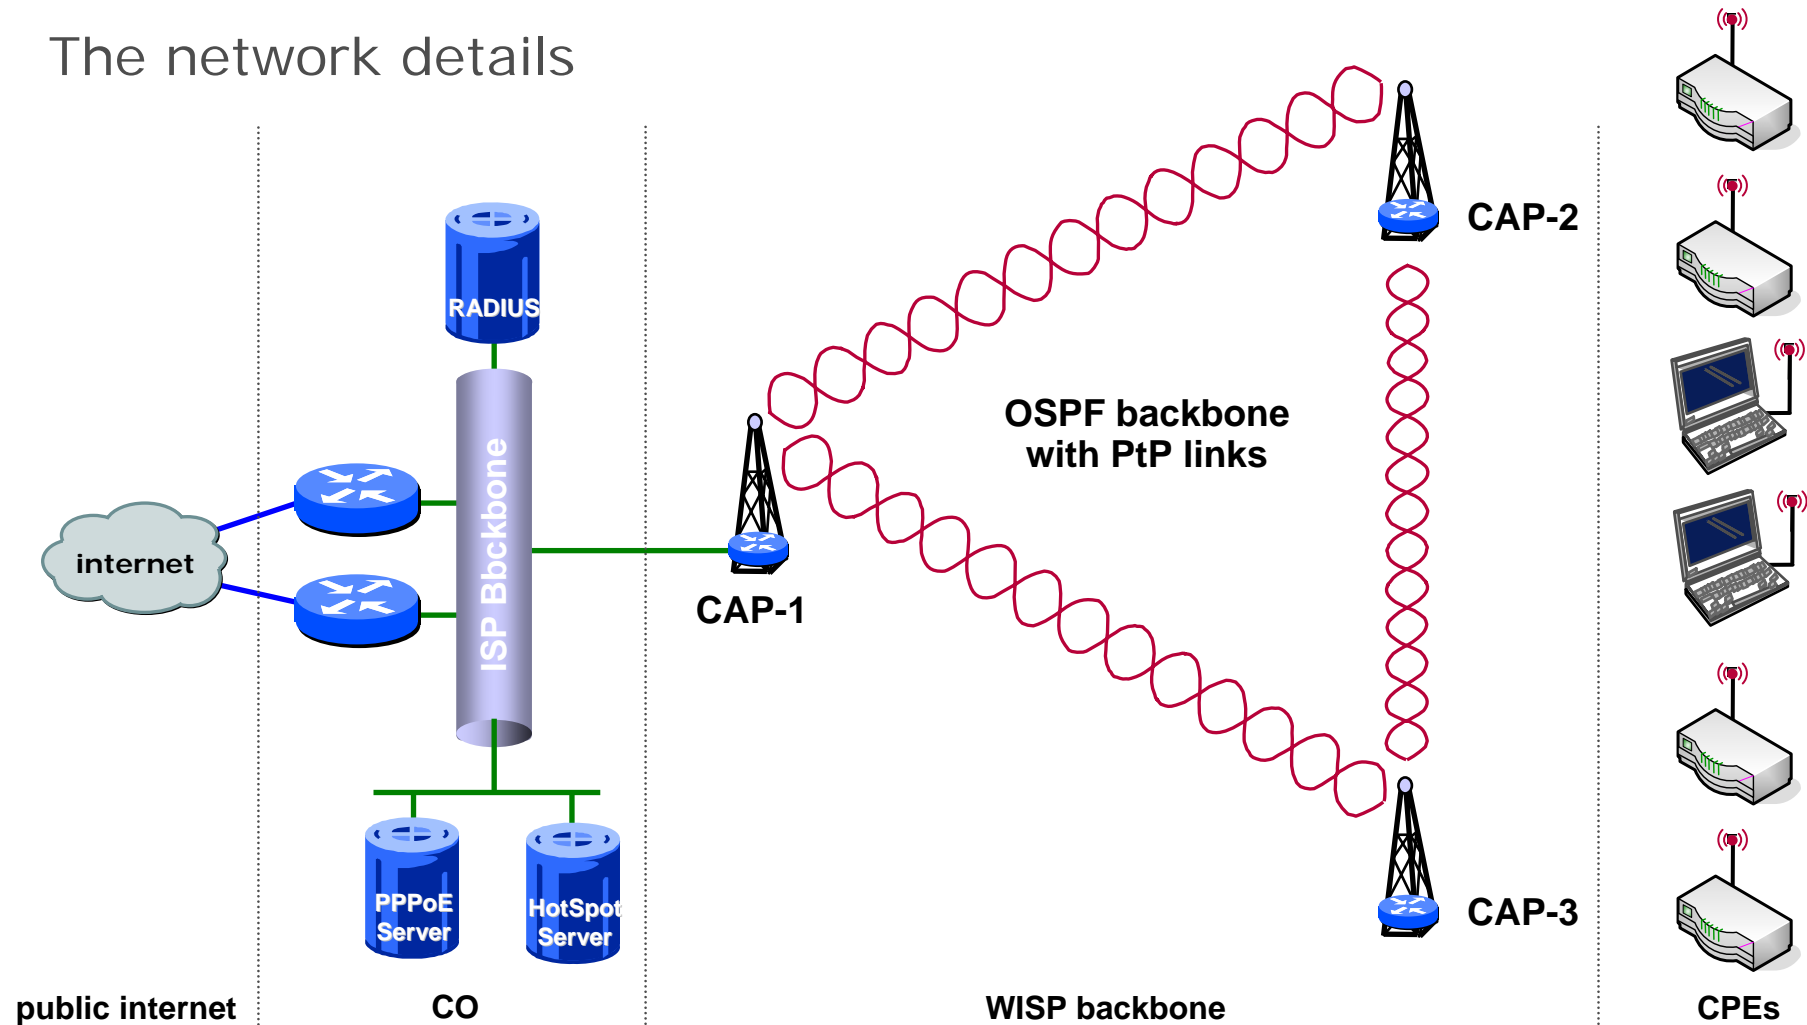 The network details
RADIUS
ISP Bbckbone
internet
PPPoE
Server
HotSpot
Server
CAP-1
CAP-2
OSPF backbone
with PtP links
CAP-3
public internet
CO
WISP backbone
CPEs